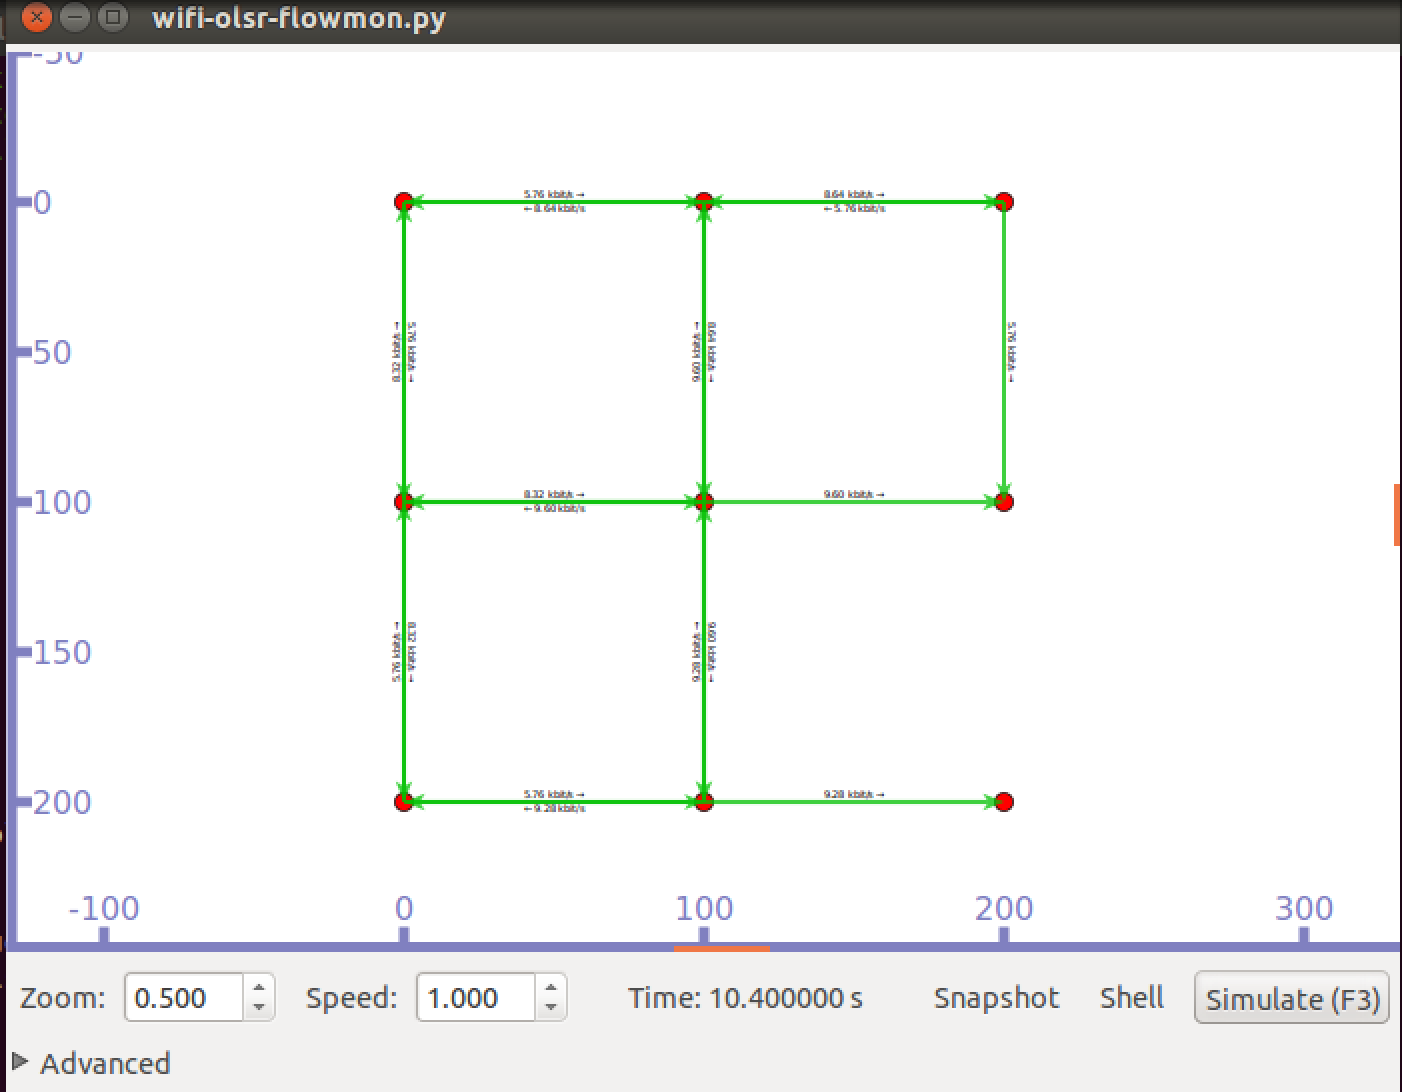 wifi-olsr-flowmon.py
-50
0
5.76 kbit/s →
← 8.64 kbit/s
8.64 kbit/s →
← 5.76 kbit/s
50
8.32 kbit/s →
5.76 kbit/s →
9.60 kbit/s →
8.64 kbit/s →
5.76 kbit/s →
100
8.32 kbit/s →
← 9.60 kbit/s
9.60 kbit/s →
150
5.76 kbit/s →
8.32 kbit/s →
9.28 kbit/s →
9.60 kbit/s →
200
5.76 kbit/s →
← 9.28 kbit/s
9.28 kbit/s →
-100 0 100 200 300
Zoom: 0.500 Speed: 1.000 Time: 10.400000 s Snapshot Shell Simulate (F3)
Advanced